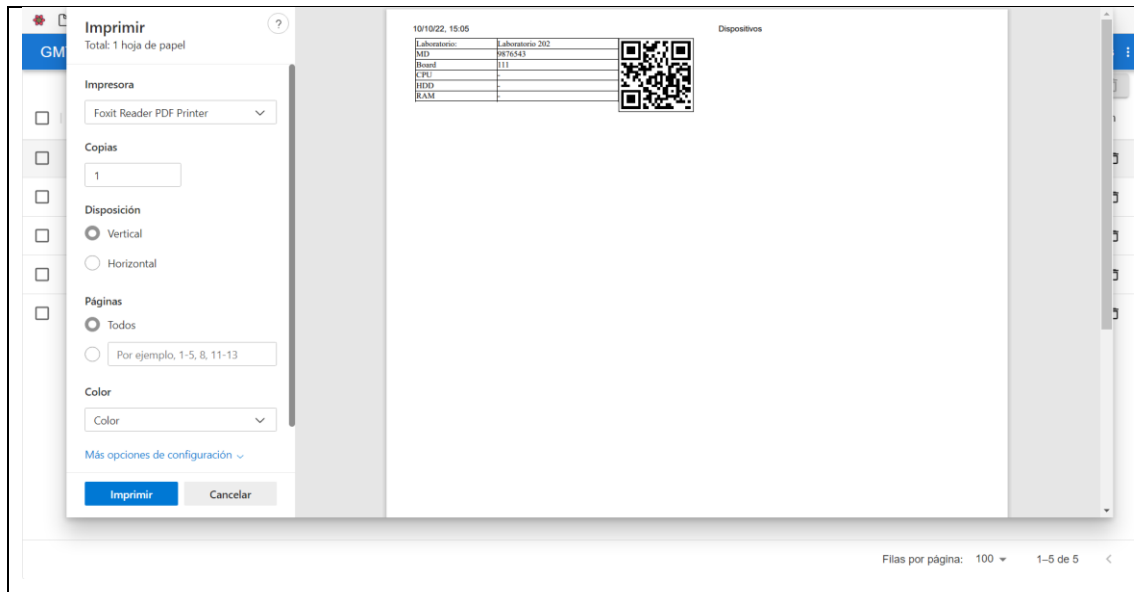 GM
Imprimir
?
Total: 1 hoja de papel
Impresora
Foxit Reader PDF Printer
Copias
1
Disposición
Vertical
Horizontal
Páginas
Todos
Por ejemplo, 1-5, 8, 11-13
Color
Color
Más opciones de configuración
Imprimir
Cancelar
10/10/22, 15:05
Dispositivos
Laboratorio: Laboratorio 202
MD 9876543
Board 111
CPU -
HDD -
RAM -
Filas por página: 100 1–5 de 5